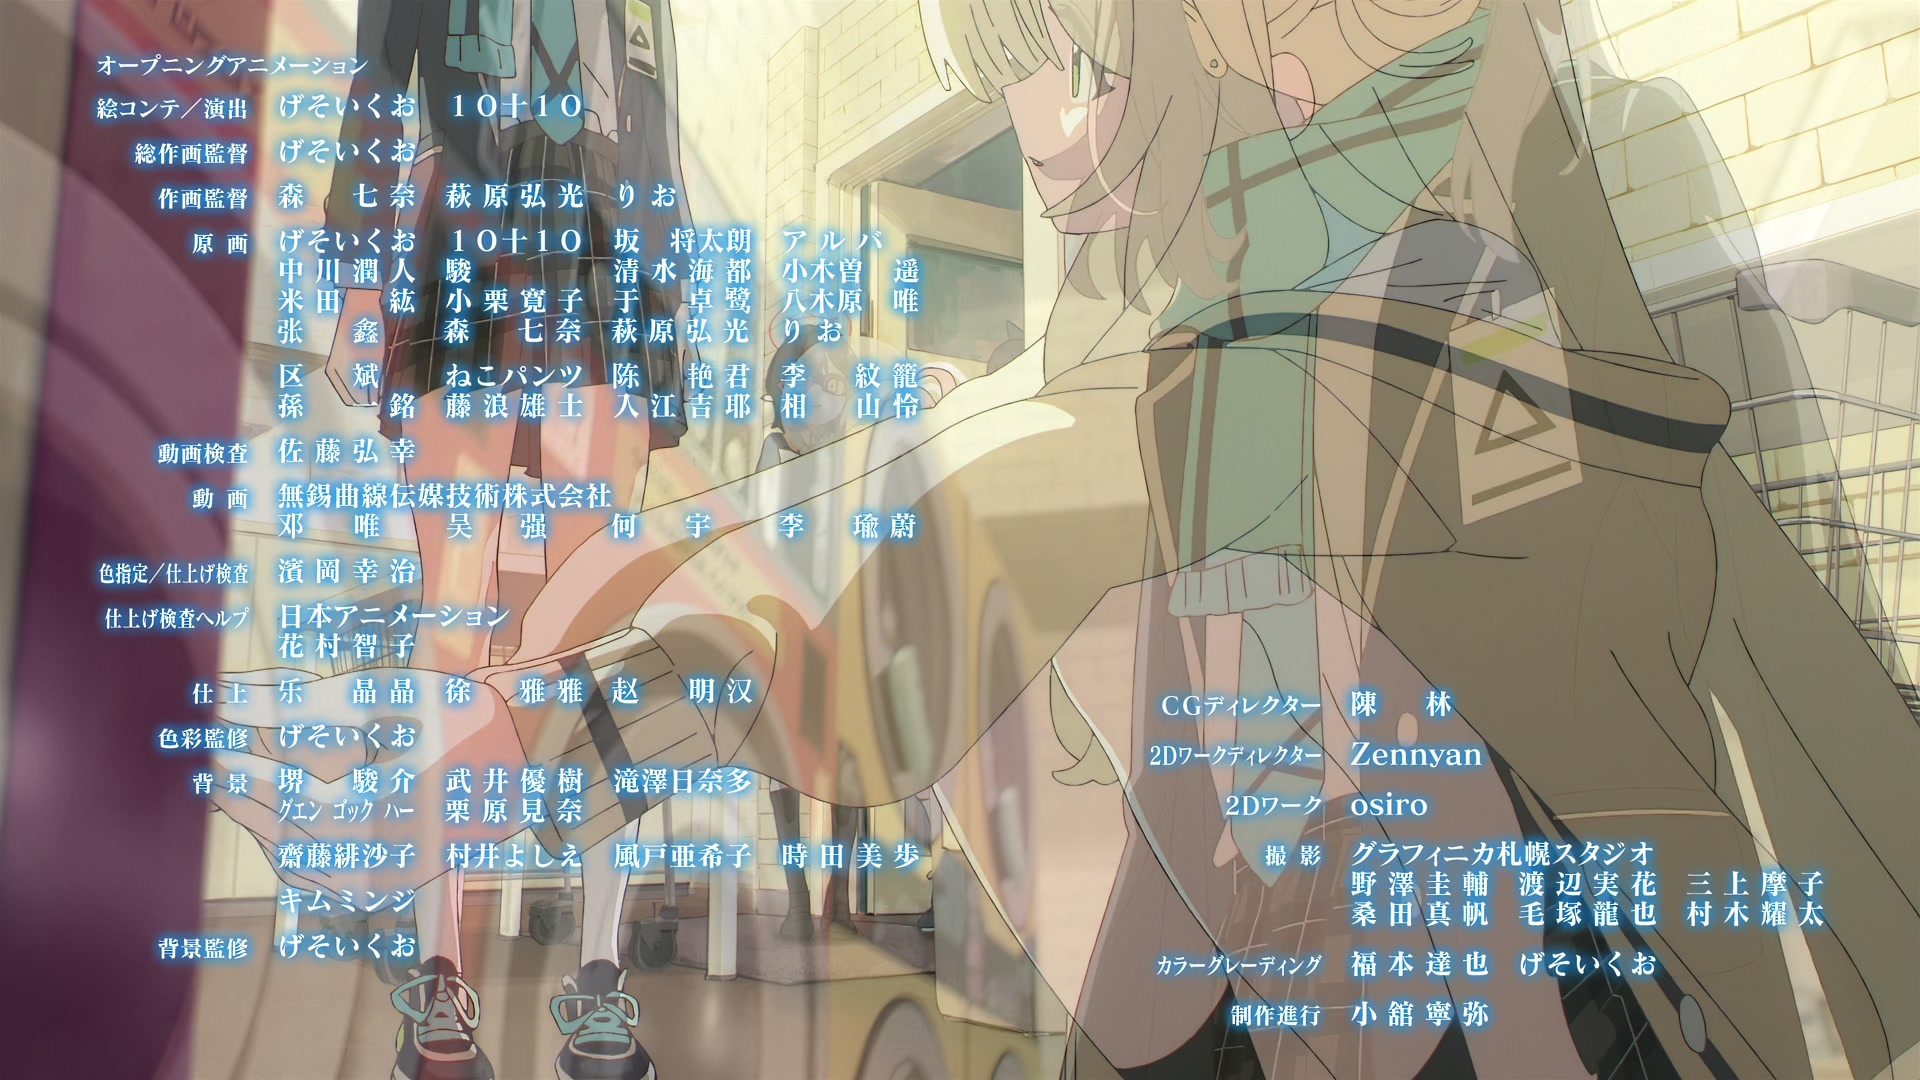 オープニングアニメーション
絵コンテ／演出 げそいくお 10十10
総作画監督 げそいくお
作画監督 森 七奈 萩原弘光 りお
原画 げそいくお 10十10 坂 将太朗 アルバ
中川潤人 駿 清水海都 小木曽 遥
米田 紘 小栗寛子 于 卓鹭 八木原 唯
张 鑫 森 七奈 萩原弘光 りお
区 斌 ねこパンツ 陈 艳君 李 紋籠
孫 一銘 藤浪雄士 入江吉耶 相 山怜
動画検査 佐藤弘幸
動画 無錫曲線伝媒技術株式会社
邓 唯 吴 强 何 宇 李 瑜蔚
色指定／仕上げ検査 濱岡幸治
仕上げ検査ヘルプ 日本アニメーション
花村智子
仕上 乐 晶晶 徐 雅雅 赵 明汉
色彩監修 げそいくお
背景 堺 駿介 武井優樹 滝澤日奈多
グエン ゴック ハー 栗原見奈
齋藤緋沙子 村井よしえ 風戸亜希子 時田美歩
キムミンジ
背景監修 げそいくお
CGディレクター 陳 林
2Dワークディレクター Zennyan
2Dワーク osiro
撮影 グラフィニカ札幌スタジオ
野澤圭輔 渡辺実花 三上摩子
桑田真帆 毛塚龍也 村木耀太
カラーグレーディング 福本達也 げそいくお
制作進行 小舘寧弥